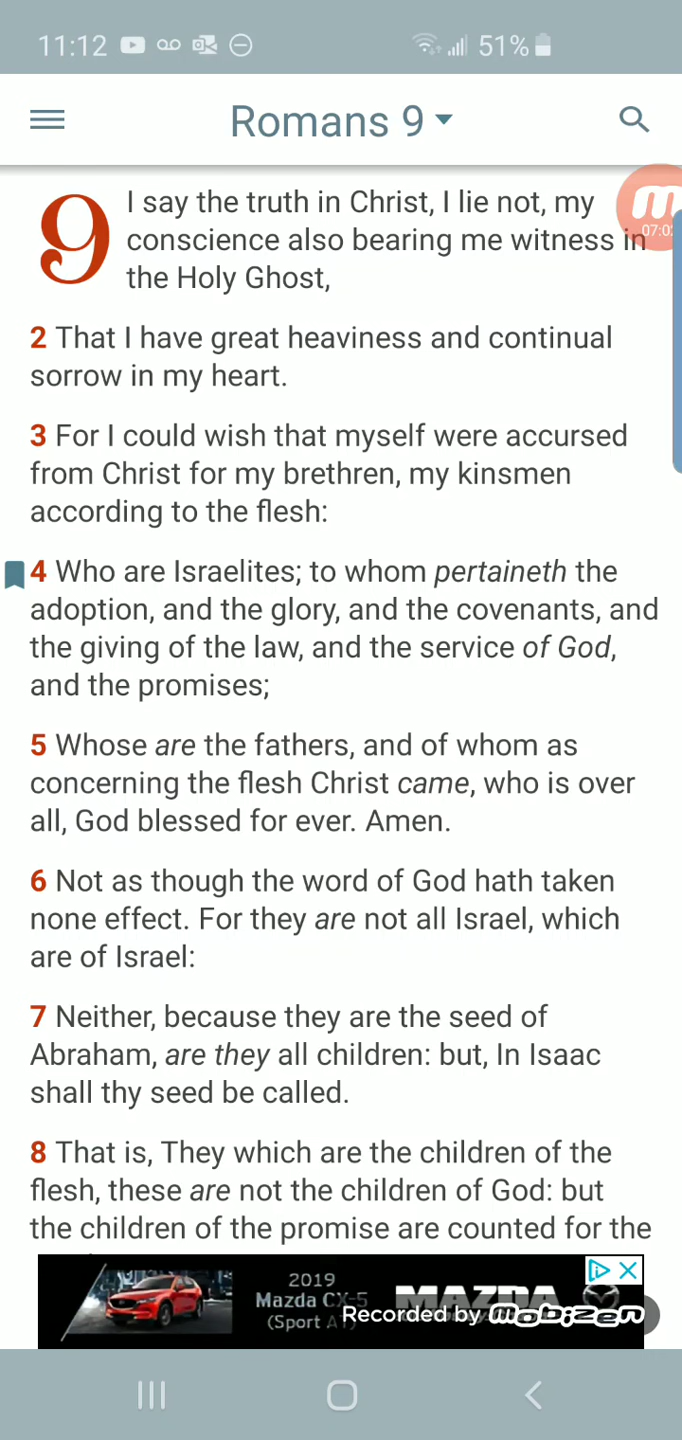 11:12
51%
Romans 9
9 I say the truth in Christ, I lie not, my
conscience also bearing me witness in
the Holy Ghost,
07:02
2 That I have great heaviness and continual
sorrow in my heart.
3 For I could wish that myself were accursed
from Christ for my brethren, my kinsmen
according to the flesh:
4 Who are Israelites; to whom pertaineth the
adoption, and the glory, and the covenants, and
the giving of the law, and the service of God,
and the promises;
5 Whose are the fathers, and of whom as
concerning the flesh Christ came, who is over
all, God blessed for ever. Amen.
6 Not as though the word of God hath taken
none effect. For they are not all Israel, which
are of Israel:
7 Neither, because they are the seed of
Abraham, are they all children: but, In Isaac
shall thy seed be called.
8 That is, They which are the children of the
flesh, these are not the children of God: but
the children of the promise are counted for the
2019
Mazda CX-5
(Sport
MAZDA
Recorded by mobizen